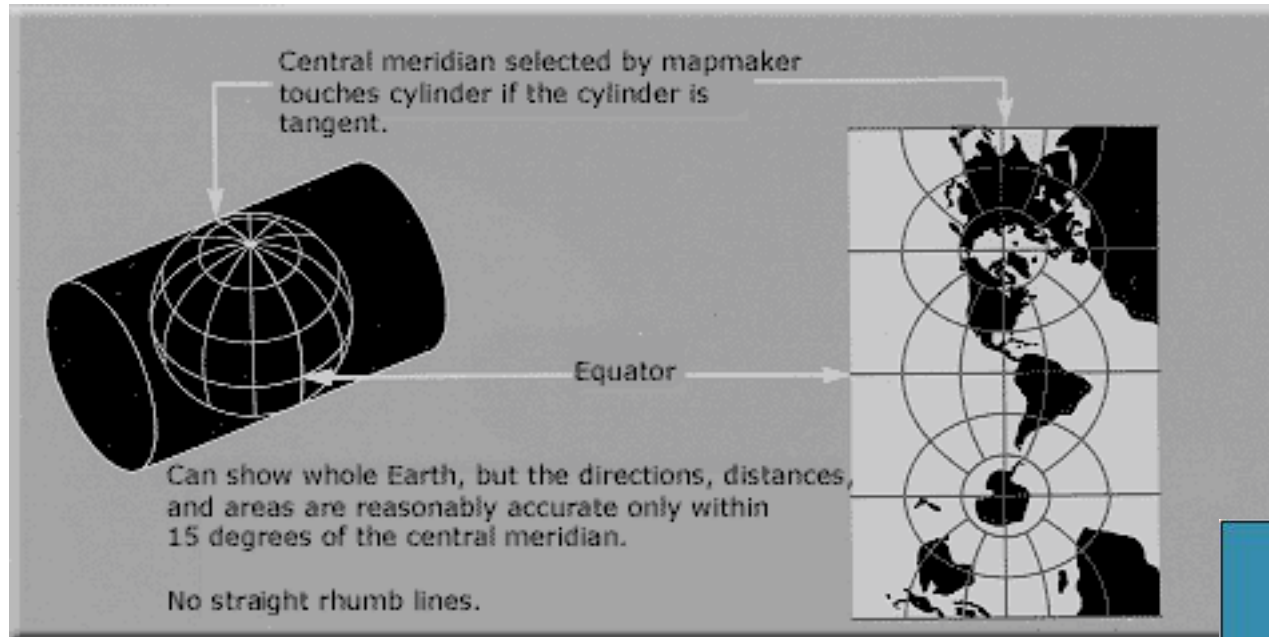 Central meridian selected by mapmaker
touches cylinder if the cylinder is
tangent.
Equator
Can show whole Earth, but the directions, distances,
and areas are reasonably accurate only within
15 degrees of the central meridian.
No straight rhumb lines.